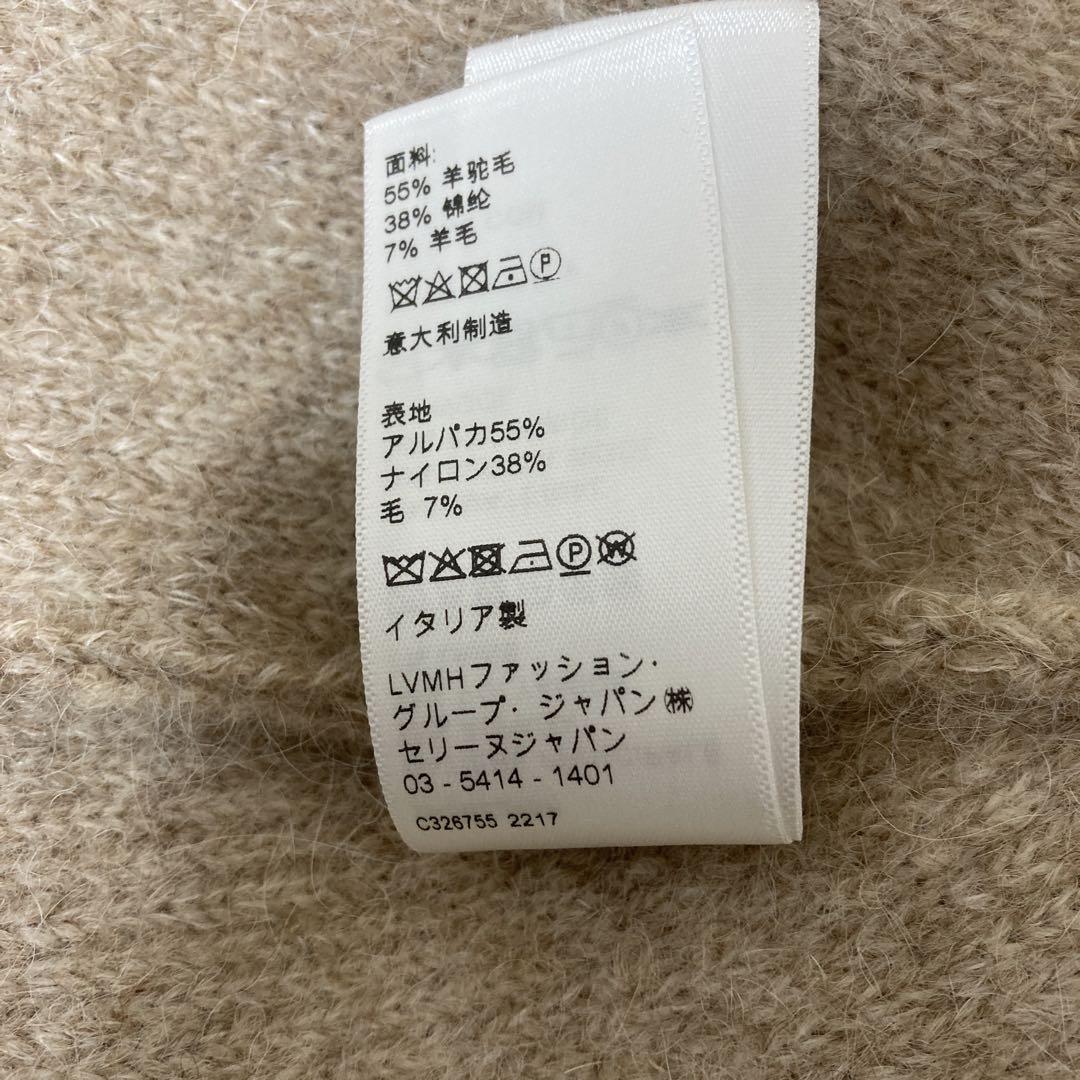 面料:
55% 羊驼毛
38% 锦纶
7% 羊毛
P
意大利制造
表地
アルパカ55%
ナイロン38%
毛 7%
P W
イタリア製
LVMHファッション・
グループ・ジャパン㈱
セリーヌジャパン
03 - 5414 - 1401
C326755 2217